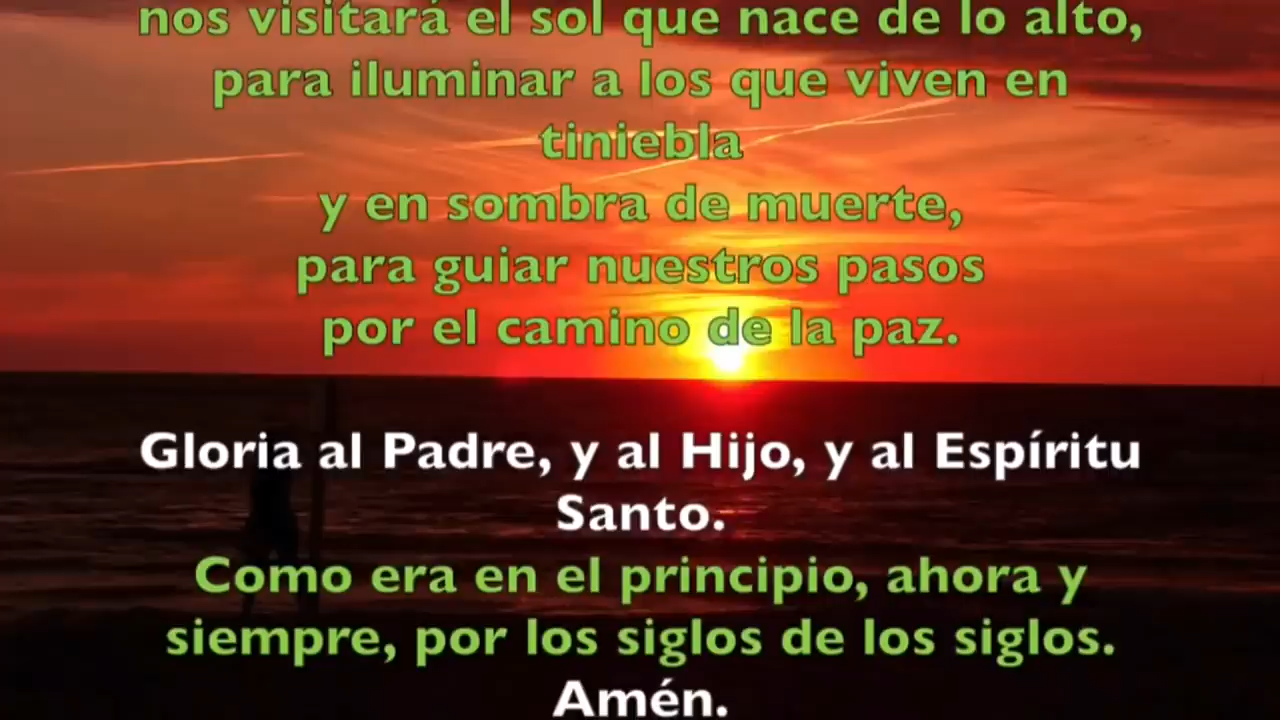 nos visitará el sol que nace de lo alto,
para iluminar a los que viven en
tiniebla
y en sombra de muerte,
para guiar nuestros pasos
por el camino de la paz.
Gloria al Padre, y al Hijo, y al Espíritu
Santo.
Como era en el principio, ahora y
siempre, por los siglos de los siglos.
Amén.